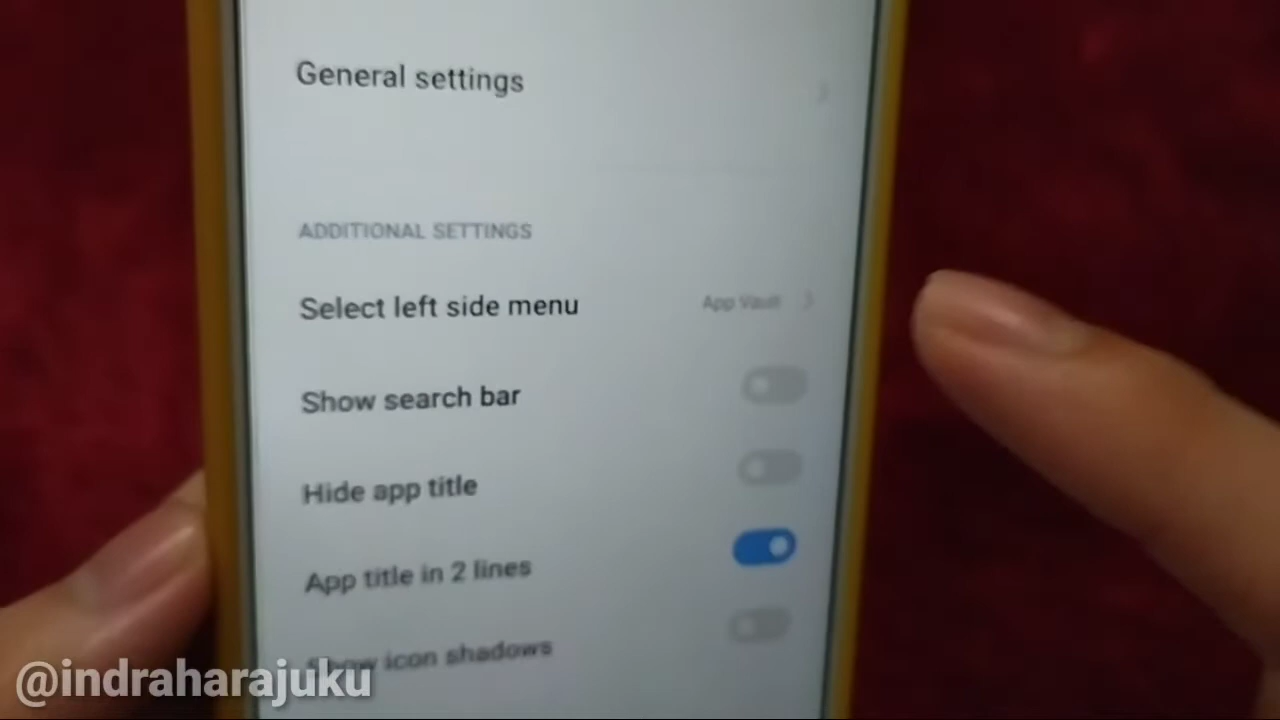 General settings
ADDITIONAL SETTINGS
Select left side menu App Vault
Show search bar
Hide app title
App title in 2 lines
Show icon shadows
@indraharajuku